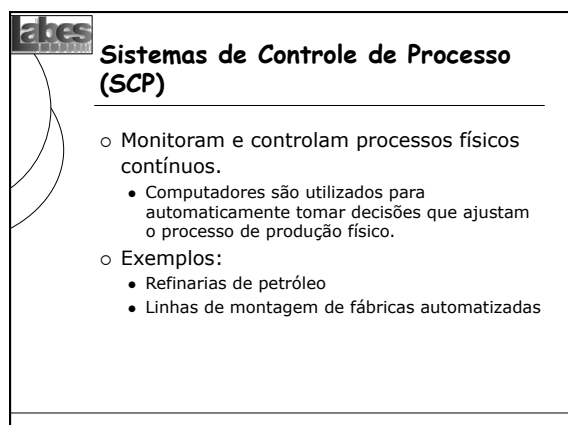 Labes
Sistemas de Controle de Processo
(SCP)
○ Monitoram e controlam processos físicos
contínuos.
• Computadores são utilizados para
automaticamente tomar decisões que ajustam
o processo de produção físico.
○ Exemplos:
• Refinarias de petróleo
• Linhas de montagem de fábricas automatizadas